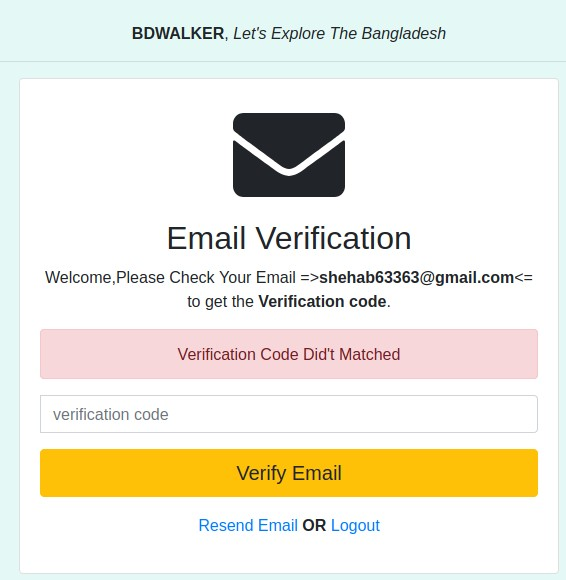 BDWALKER, Let's Explore The Bangladesh
Email Verification
Welcome,Please Check Your Email =>shehab63363@gmail.com<=
to get the Verification code.
Verification Code Did't Matched
verification code
Verify Email
Resend Email OR Logout